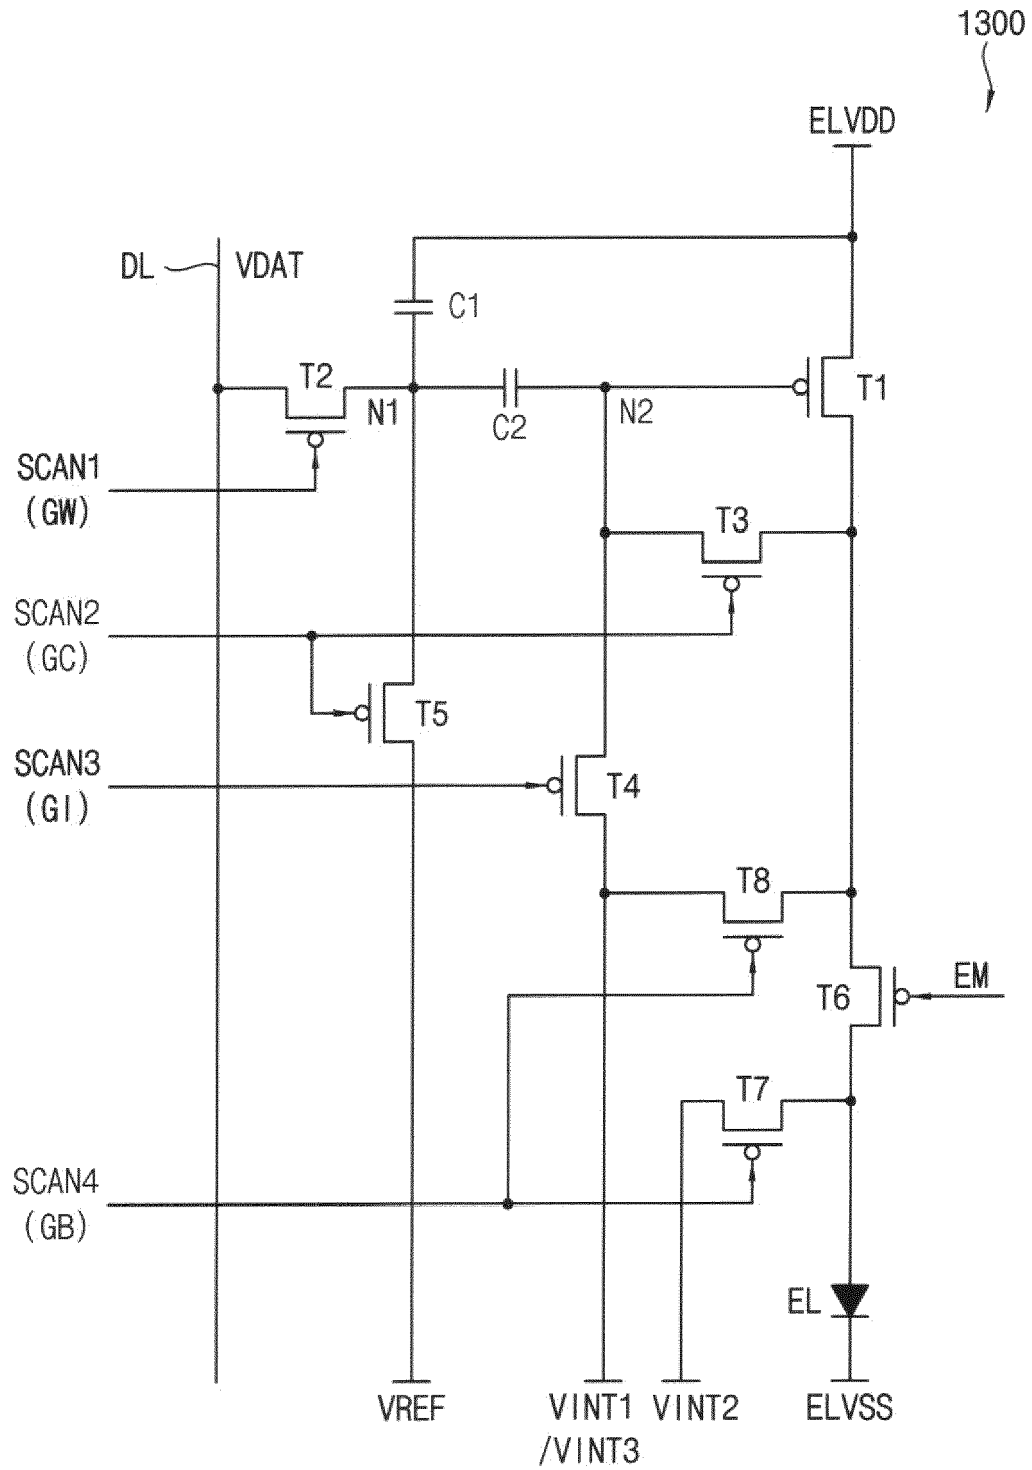 1300
ELVDD
DL
VDAT
C1
T2
T1
N1
C2
N2
SCAN1
(GW)
T3
SCAN2
(GC)
T5
SCAN3
(GI)
T4
T8
EM
T6
T7
SCAN4
(GB)
EL
VREF
VINT1
/VINT3
VINT2
ELVSS